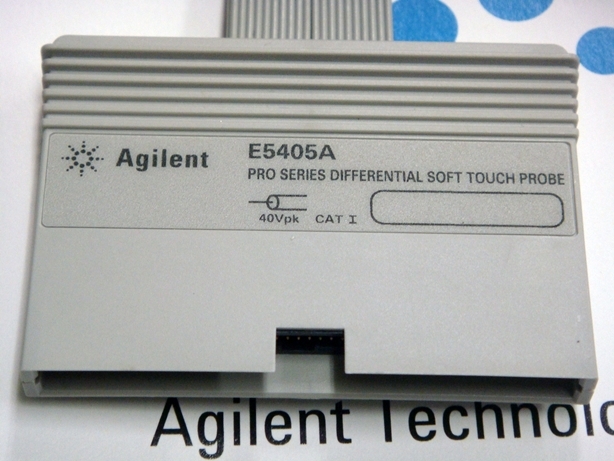 Agilent
E5405A
PRO SERIES DIFFERENTIAL SOFT TOUCH PROBE
40Vpk CAT I
Agilent Technolo